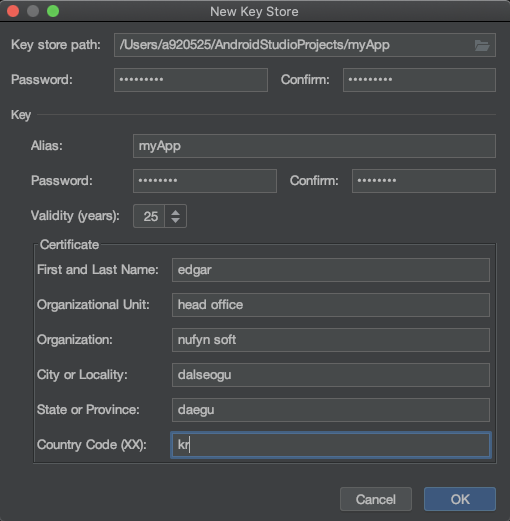 New Key Store
Key store path: /Users/a920525/AndroidStudioProjects/myApp
Password: ••••••••• Confirm: •••••••••
Key
Alias: myApp
Password: •••••••• Confirm: ••••••••
Validity (years): 25
Certificate
First and Last Name: edgar
Organizational Unit: head office
Organization: nufyn soft
City or Locality: dalseogu
State or Province: daegu
Country Code (XX): kr
Cancel OK